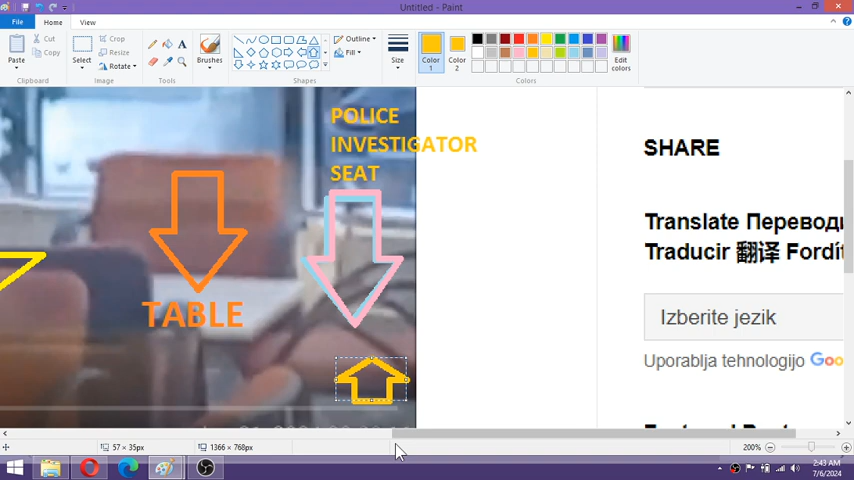 Untitled - Paint
File
Home
View
Paste
Cut
Copy
Clipboard
Select
Crop
Resize
Rotate
Image
Tools
Brushes
Shapes
Outline
Fill
Size
Color
1
Color
2
Edit
colors
Colors
POLICE
INVESTIGATOR
SEAT
TABLE
SHARE
Translate Переводи
Traducir 翻译 Fordít
Izberite jezik
Uporablja tehnologijo Goo
57 × 35px
1366 × 768px
200%
2:43 AM
7/6/2024